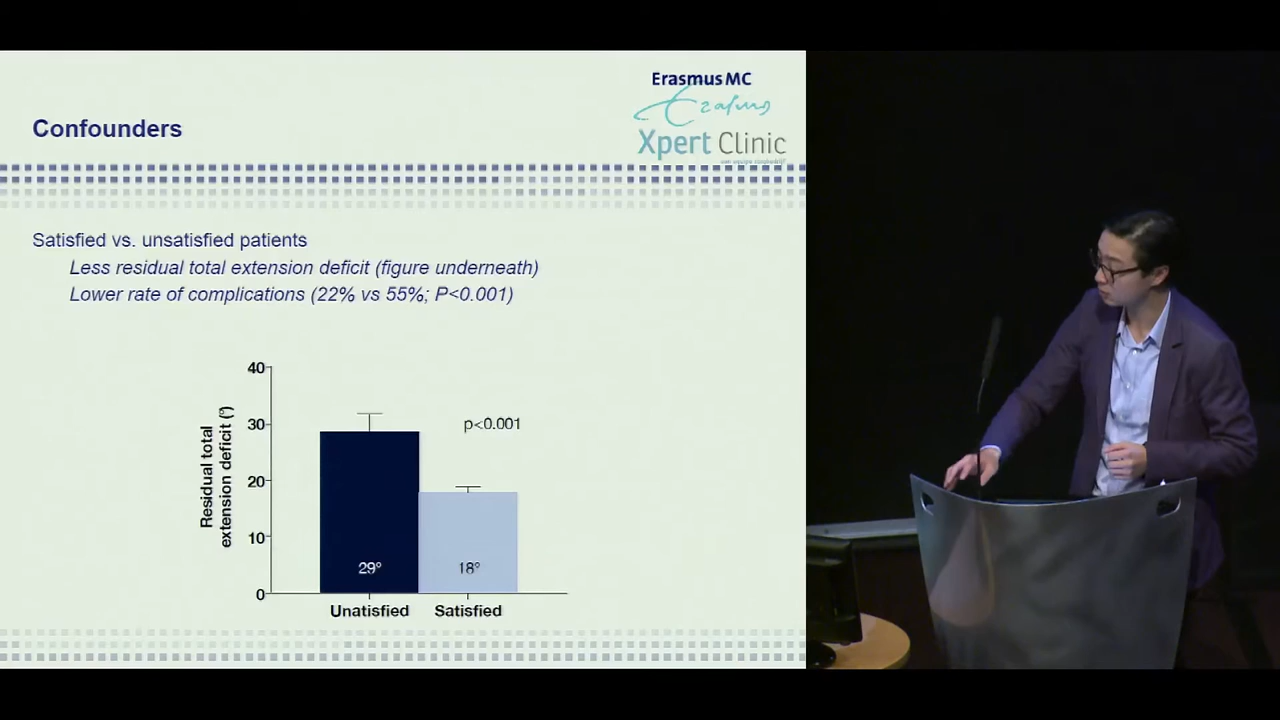 Erasmus MC
Erasmus
Xpert Clinic
Confounders
Satisfied vs. unsatisfied patients
Less residual total extension deficit (figure underneath)
Lower rate of complications (22% vs 55%; P<0.001)
40
30
20
10
0
Residual total
extension deficit (°)
p<0.001
29°
18°
Unatisfied
Satisfied